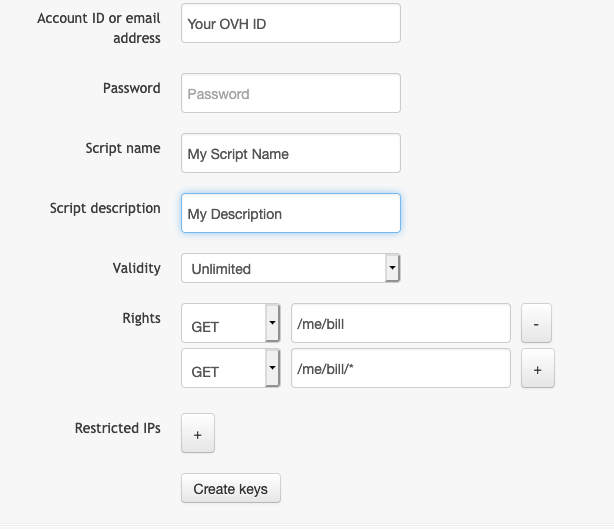 Account ID or email
address
Your OVH ID
Password
Password
Script name
My Script Name
Script description
My Description
Validity
Unlimited
Rights
GET
/me/bill
-
GET
/me/bill/*
+
Restricted IPs
+
Create keys